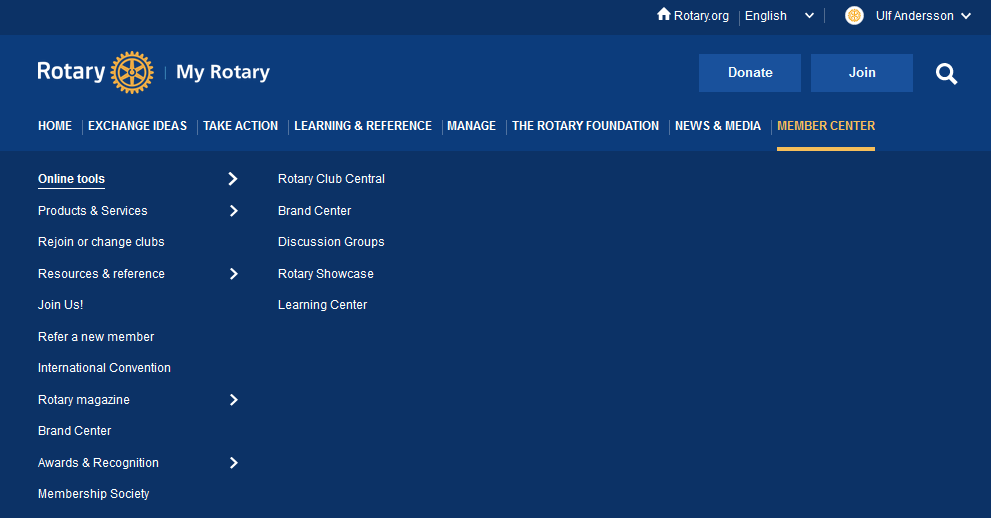 Rotary.org English Ulf Andersson
Rotary My Rotary
Donate Join
HOME EXCHANGE IDEAS TAKE ACTION LEARNING & REFERENCE MANAGE THE ROTARY FOUNDATION NEWS & MEDIA MEMBER CENTER
Online tools
Products & Services
Rejoin or change clubs
Resources & reference
Join Us!
Refer a new member
International Convention
Rotary magazine
Brand Center
Awards & Recognition
Membership Society
Rotary Club Central
Brand Center
Discussion Groups
Rotary Showcase
Learning Center